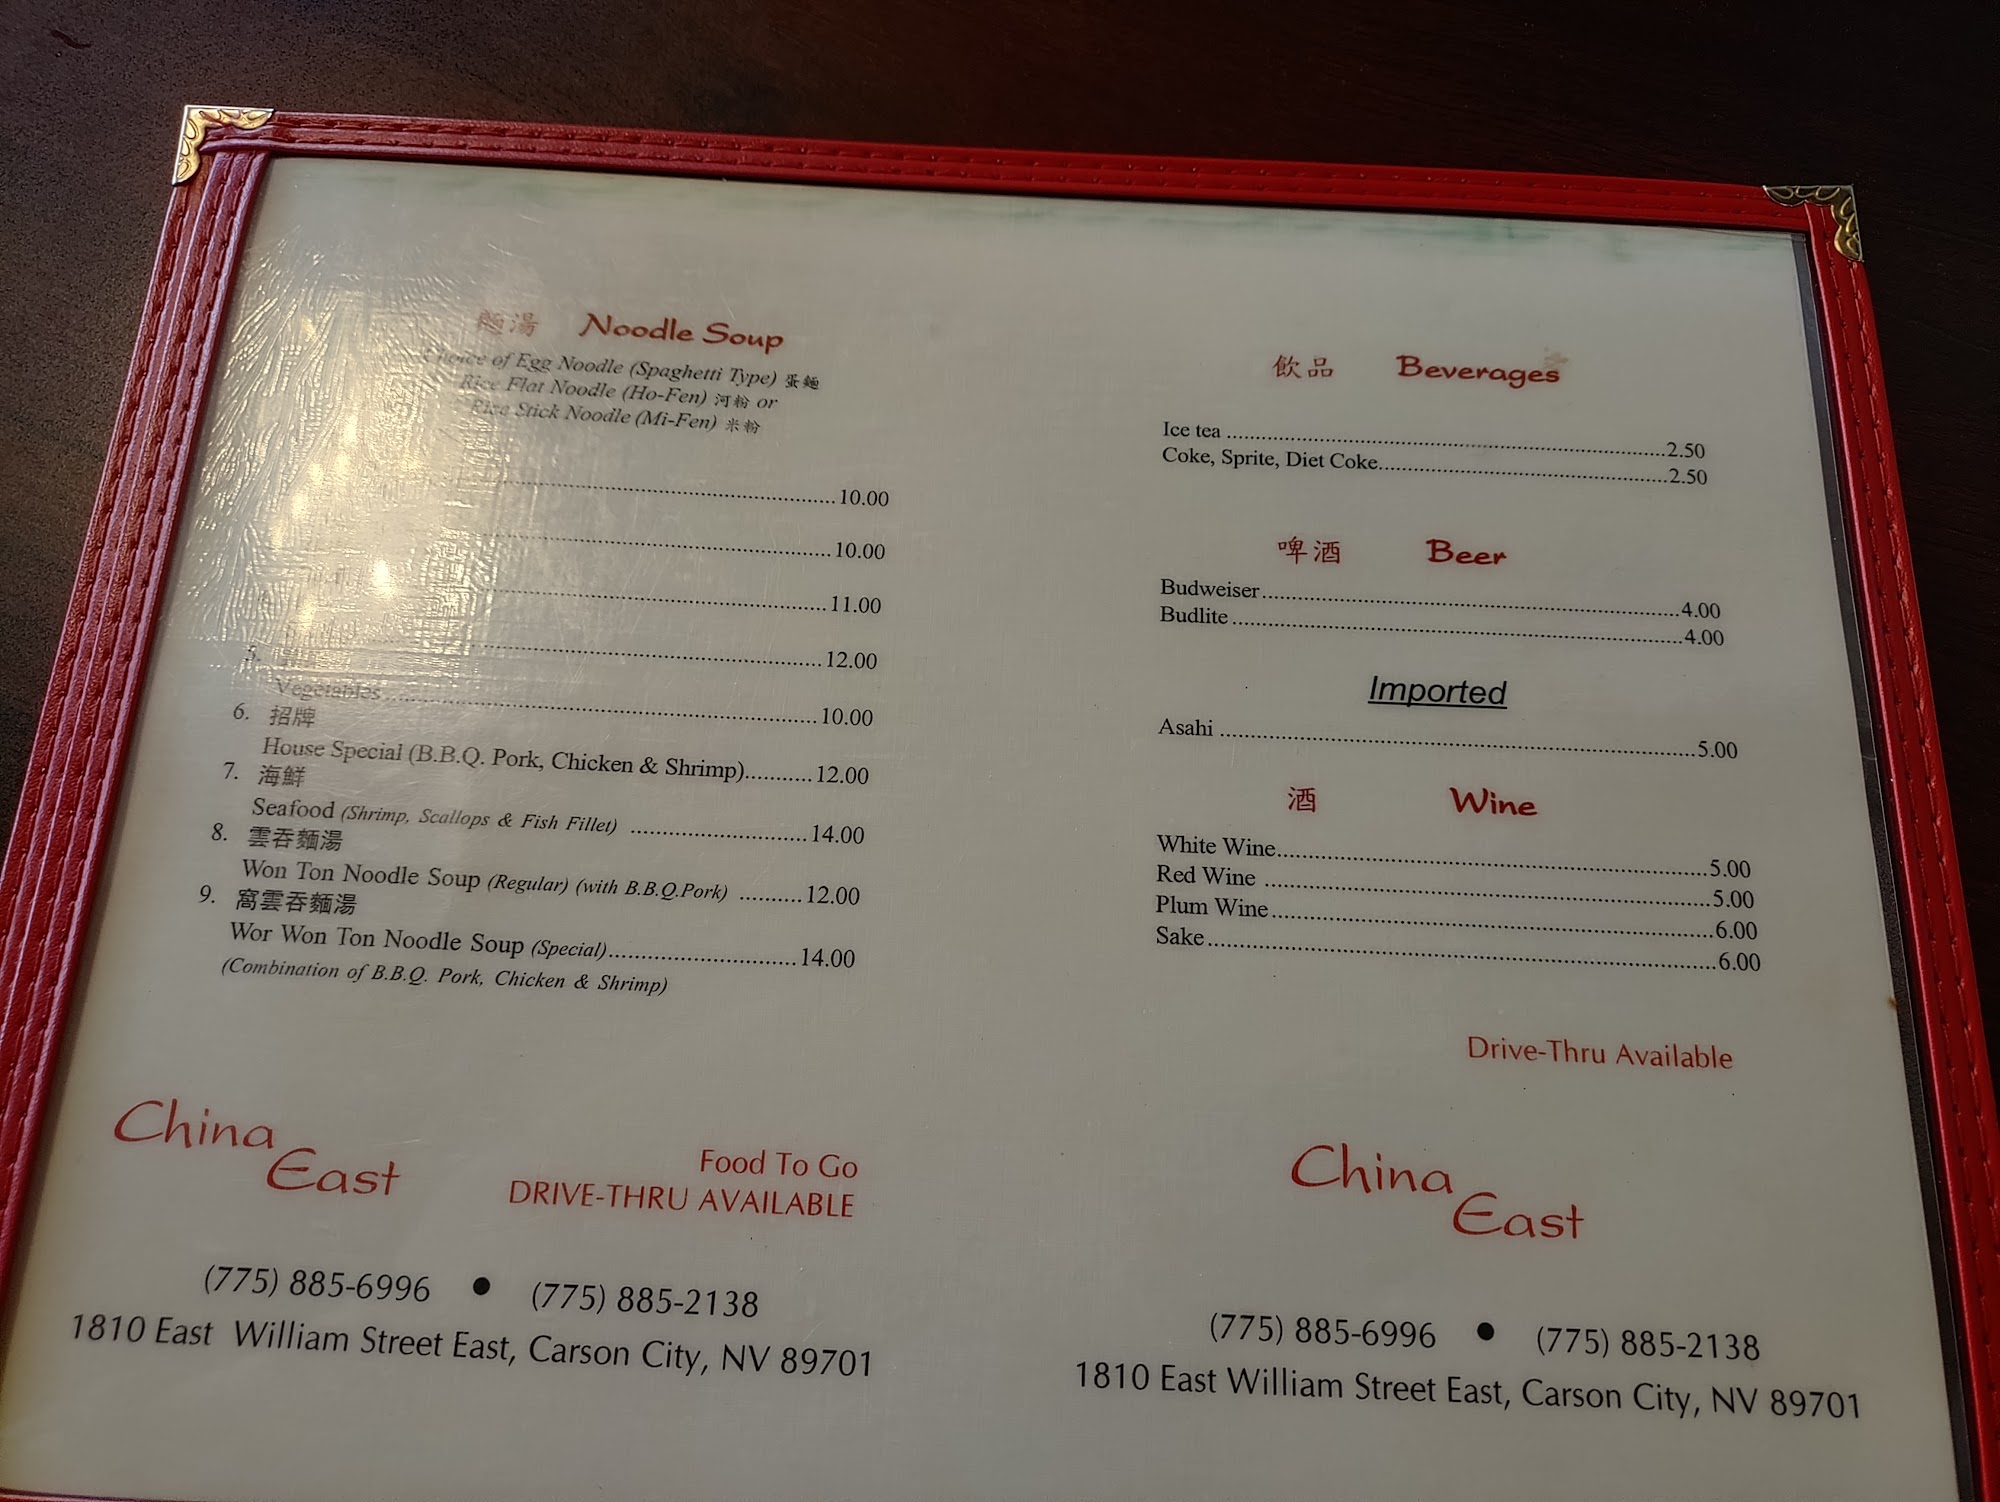 麵湯 Noodle Soup
Choice of Egg Noodle (Spaghetti Type) 蛋麵
Rice Flat Noodle (Ho-Fen) 河粉 or
Rice Stick Noodle (Mi-Fen) 米粉
..........10.00
..........10.00
..........11.00
..........12.00
5.
Vegetables..........10.00
6. 招牌
House Special (B.B.Q. Pork, Chicken & Shrimp)..........12.00
7. 海鮮
Seafood (Shrimp, Scallops & Fish Fillet) ..........14.00
8. 雲吞麵湯
Won Ton Noodle Soup (Regular) (with B.B.Q.Pork) ..........12.00
9. 窩雲吞麵湯
Wor Won Ton Noodle Soup (Special)..........14.00
(Combination of B.B.Q. Pork, Chicken & Shrimp)
China
East
Food To Go
DRIVE-THRU AVAILABLE
(775) 885-6996 • (775) 885-2138
1810 East William Street East, Carson City, NV 89701
飲品 Beverages
Ice tea ..........2.50
Coke, Sprite, Diet Coke..........2.50
啤酒 Beer
Budweiser..........4.00
Budlite..........4.00
Imported
Asahi ..........5.00
酒 Wine
White Wine..........5.00
Red Wine ..........5.00
Plum Wine..........6.00
Sake..........6.00
Drive-Thru Available
China
East
(775) 885-6996 • (775) 885-2138
1810 East William Street East, Carson City, NV 89701